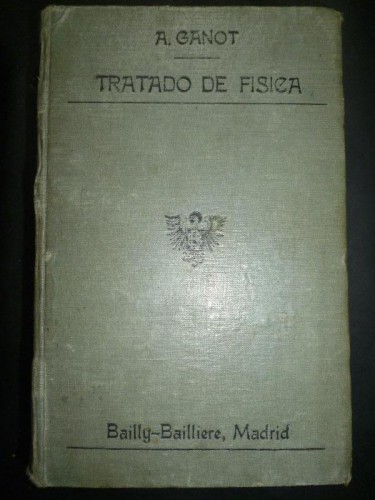 A. GANOT
TRATADO DE FISICA
Bailly-Bailliere, Madrid